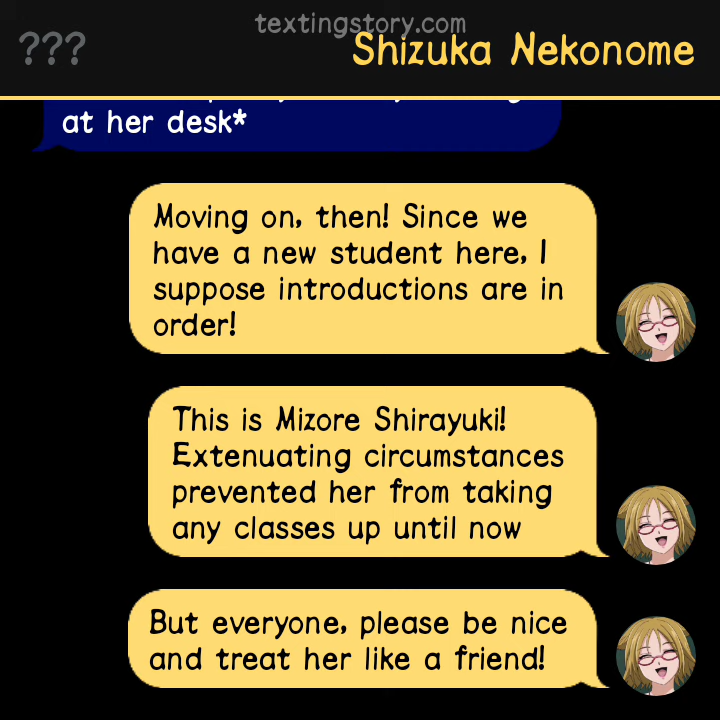 textingstory.com
???
Shizuka Nekonome
at her desk*
Moving on, then! Since we
have a new student here, I
suppose introductions are in
order!
This is Mizore Shirayuki!
Extenuating circumstances
prevented her from taking
any classes up until now
But everyone, please be nice
and treat her like a friend!